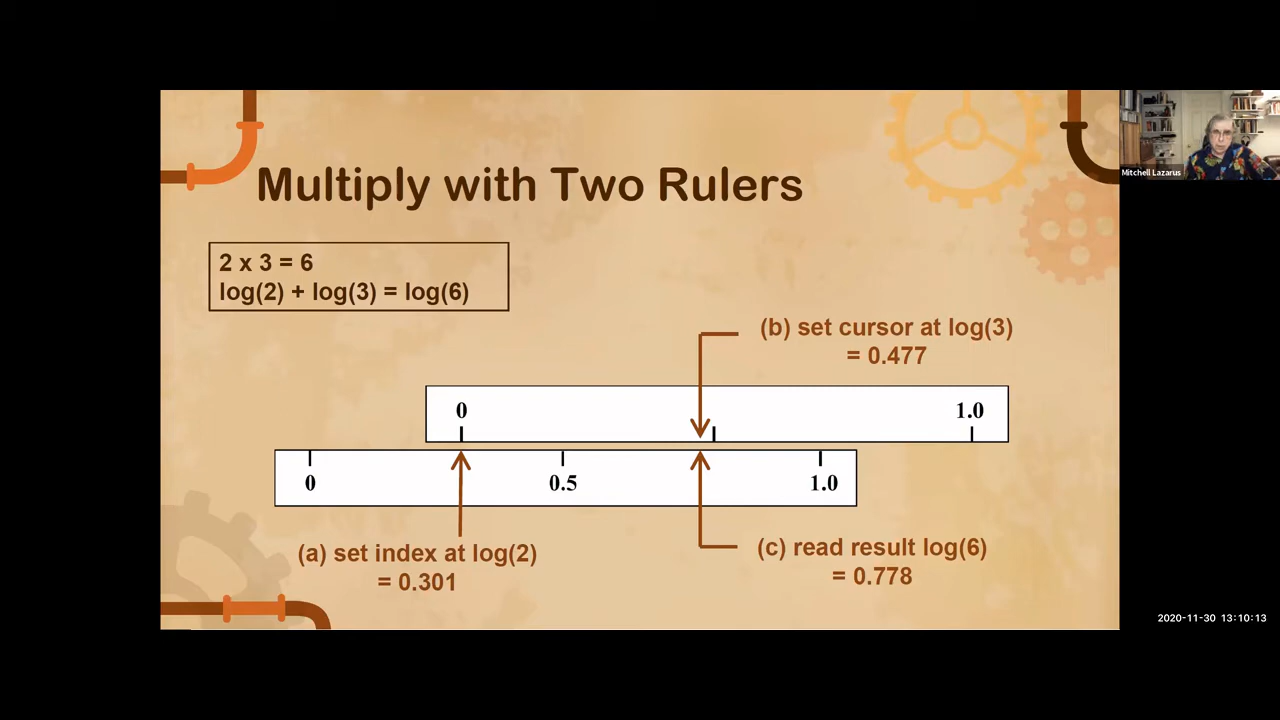 Mitchell Lazarus
Multiply with Two Rulers
2 x 3 = 6
log(2) + log(3) = log(6)
(b) set cursor at log(3)
= 0.477
0 1.0
0 0.5 1.0
(a) set index at log(2)
= 0.301
(c) read result log(6)
= 0.778
2020-11-30 13:10:13